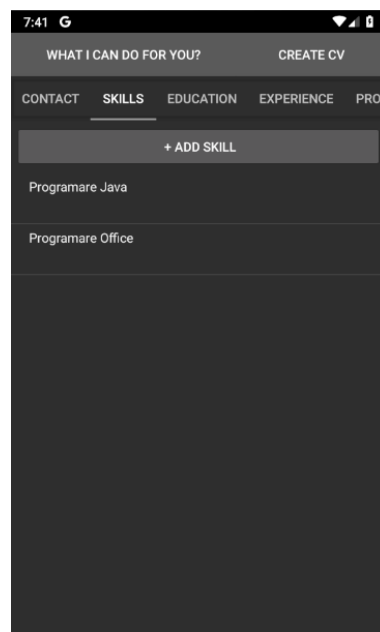 7:41 G
WHAT I CAN DO FOR YOU? CREATE CV
CONTACT SKILLS EDUCATION EXPERIENCE PRO
+ ADD SKILL
Programare Java
Programare Office